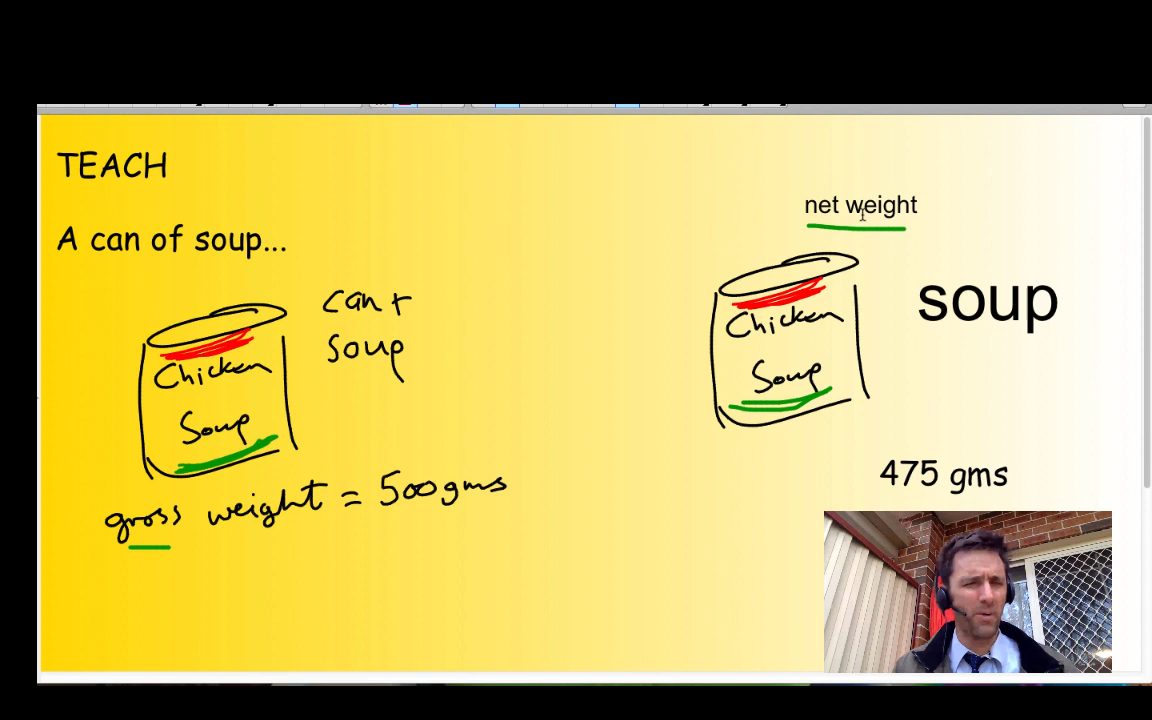 TEACH
A can of soup...
can +
soup
Chicken
Soup
gross weight = 500gms
net weight
soup
Chicken
Soup
475 gms